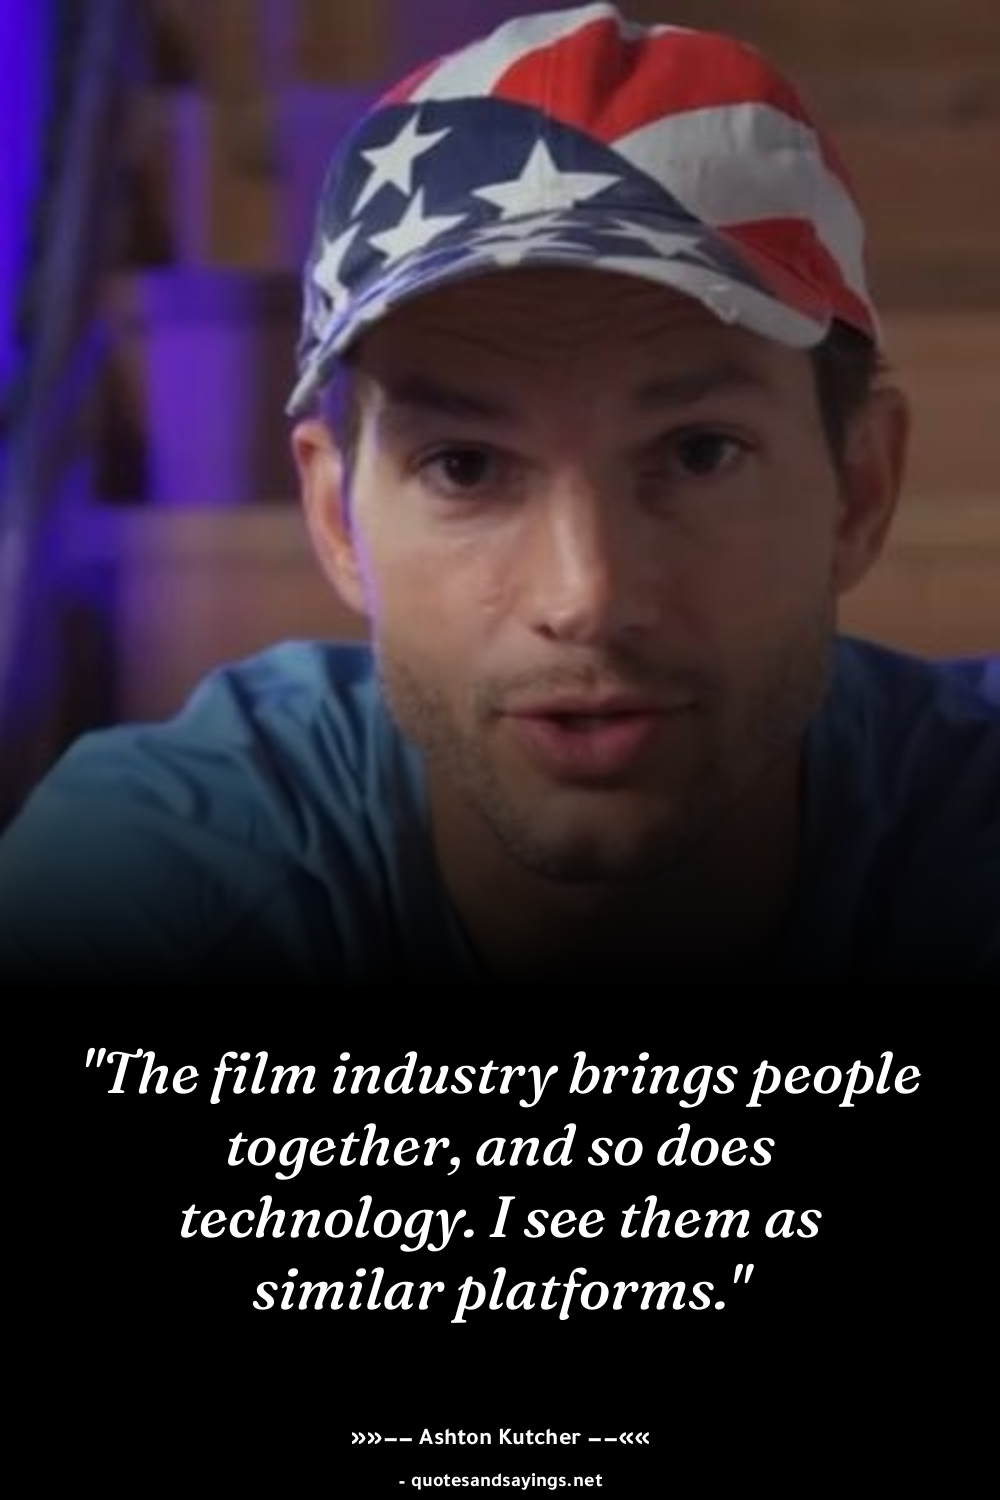 "The film industry brings people
together, and so does
technology. I see them as
similar platforms."
»»−− Ashton Kutcher −−««
- quotesandsayings.net